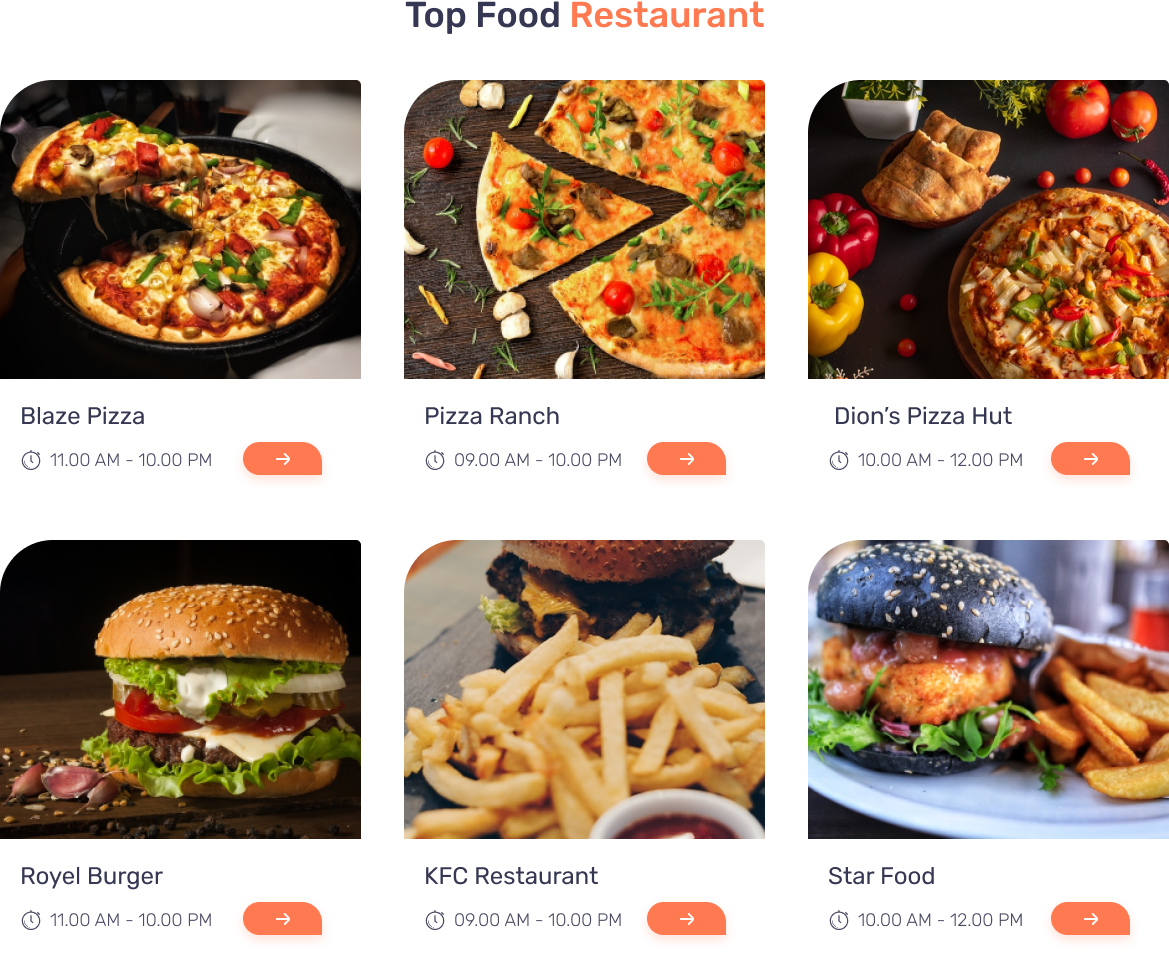 Top Food Restaurant
Blaze Pizza
11.00 AM - 10.00 PM
Pizza Ranch
09.00 AM - 10.00 PM
Dion’s Pizza Hut
10.00 AM - 12.00 PM
Royel Burger
11.00 AM - 10.00 PM
KFC Restaurant
09.00 AM - 10.00 PM
Star Food
10.00 AM - 12.00 PM